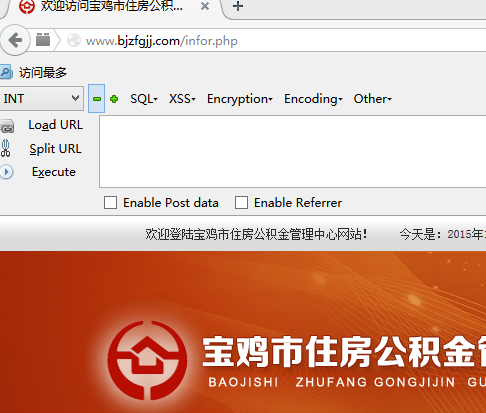 欢迎访问宝鸡市住房公积...
www.bjzfgjj.com/infor.php
访问最多
INT SQL XSS Encryption Encoding Other
Load URL
Split URL
Execute
Enable Post data Enable Referrer
欢迎登陆宝鸡市住房公积金管理中心网站! 今天是: 2015年
宝鸡市住房公积金
BAOJISHI ZHUFANG GONGJIJIN GU